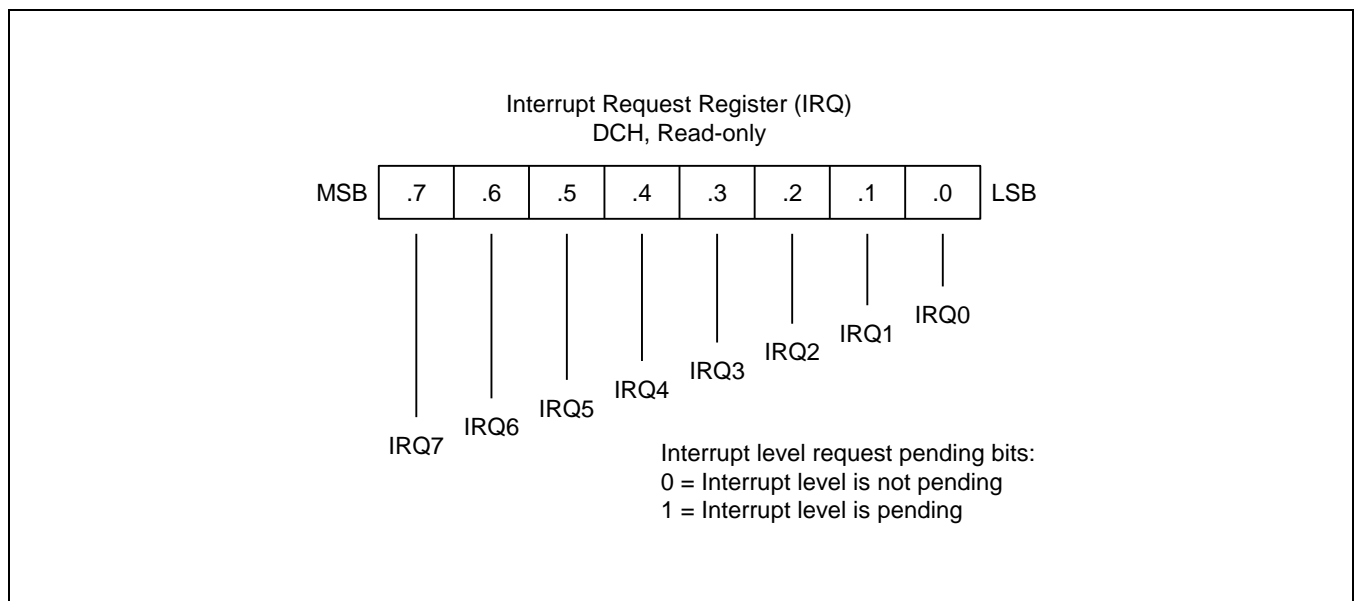 Interrupt Request Register (IRQ)
DCH, Read-only
MSB .7 .6 .5 .4 .3 .2 .1 .0 LSB
IRQ0
IRQ1
IRQ2
IRQ3
IRQ4
IRQ5
IRQ6
IRQ7
Interrupt level request pending bits:
0 = Interrupt level is not pending
1 = Interrupt level is pending